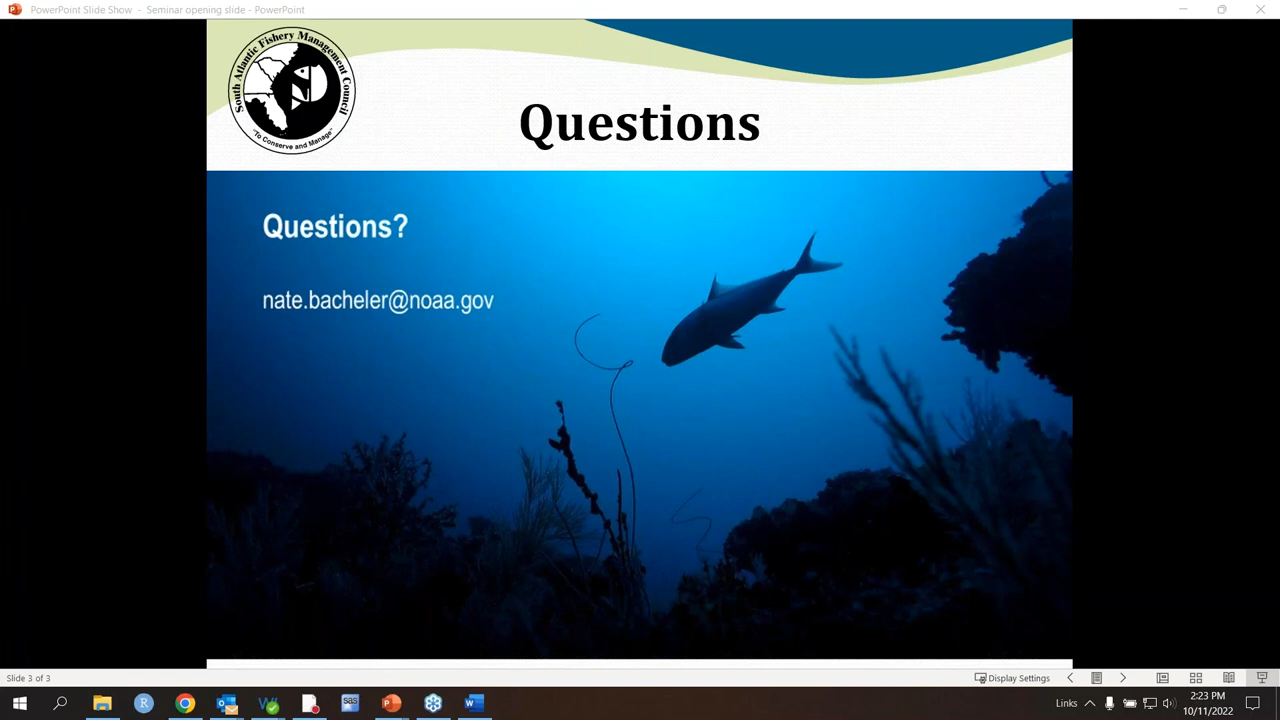 PowerPoint Slide Show - Seminar opening slide - PowerPoint
South Atlantic Fishery Management Council
"To Conserve and Manage"
Questions
Questions?
nate.bacheler@noaa.gov
Slide 3 of 3
Display Settings
Links
2:23 PM
10/11/2022